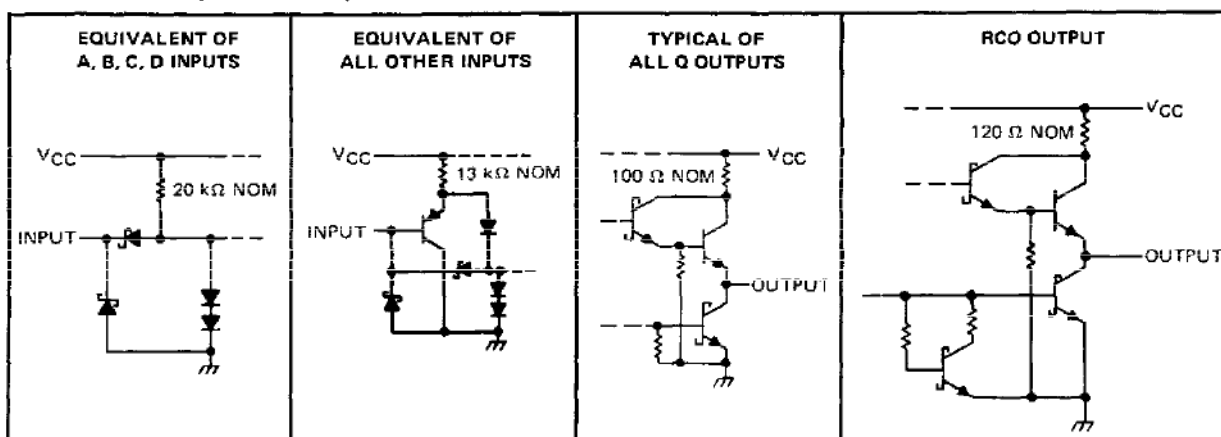 EQUIVALENT OF
A, B, C, D INPUTS
VCC
20 kΩ NOM
INPUT
EQUIVALENT OF
ALL OTHER INPUTS
VCC
13 kΩ NOM
INPUT
TYPICAL OF
ALL Q OUTPUTS
VCC
100 Ω NOM
OUTPUT
RCO OUTPUT
VCC
120 Ω NOM
OUTPUT